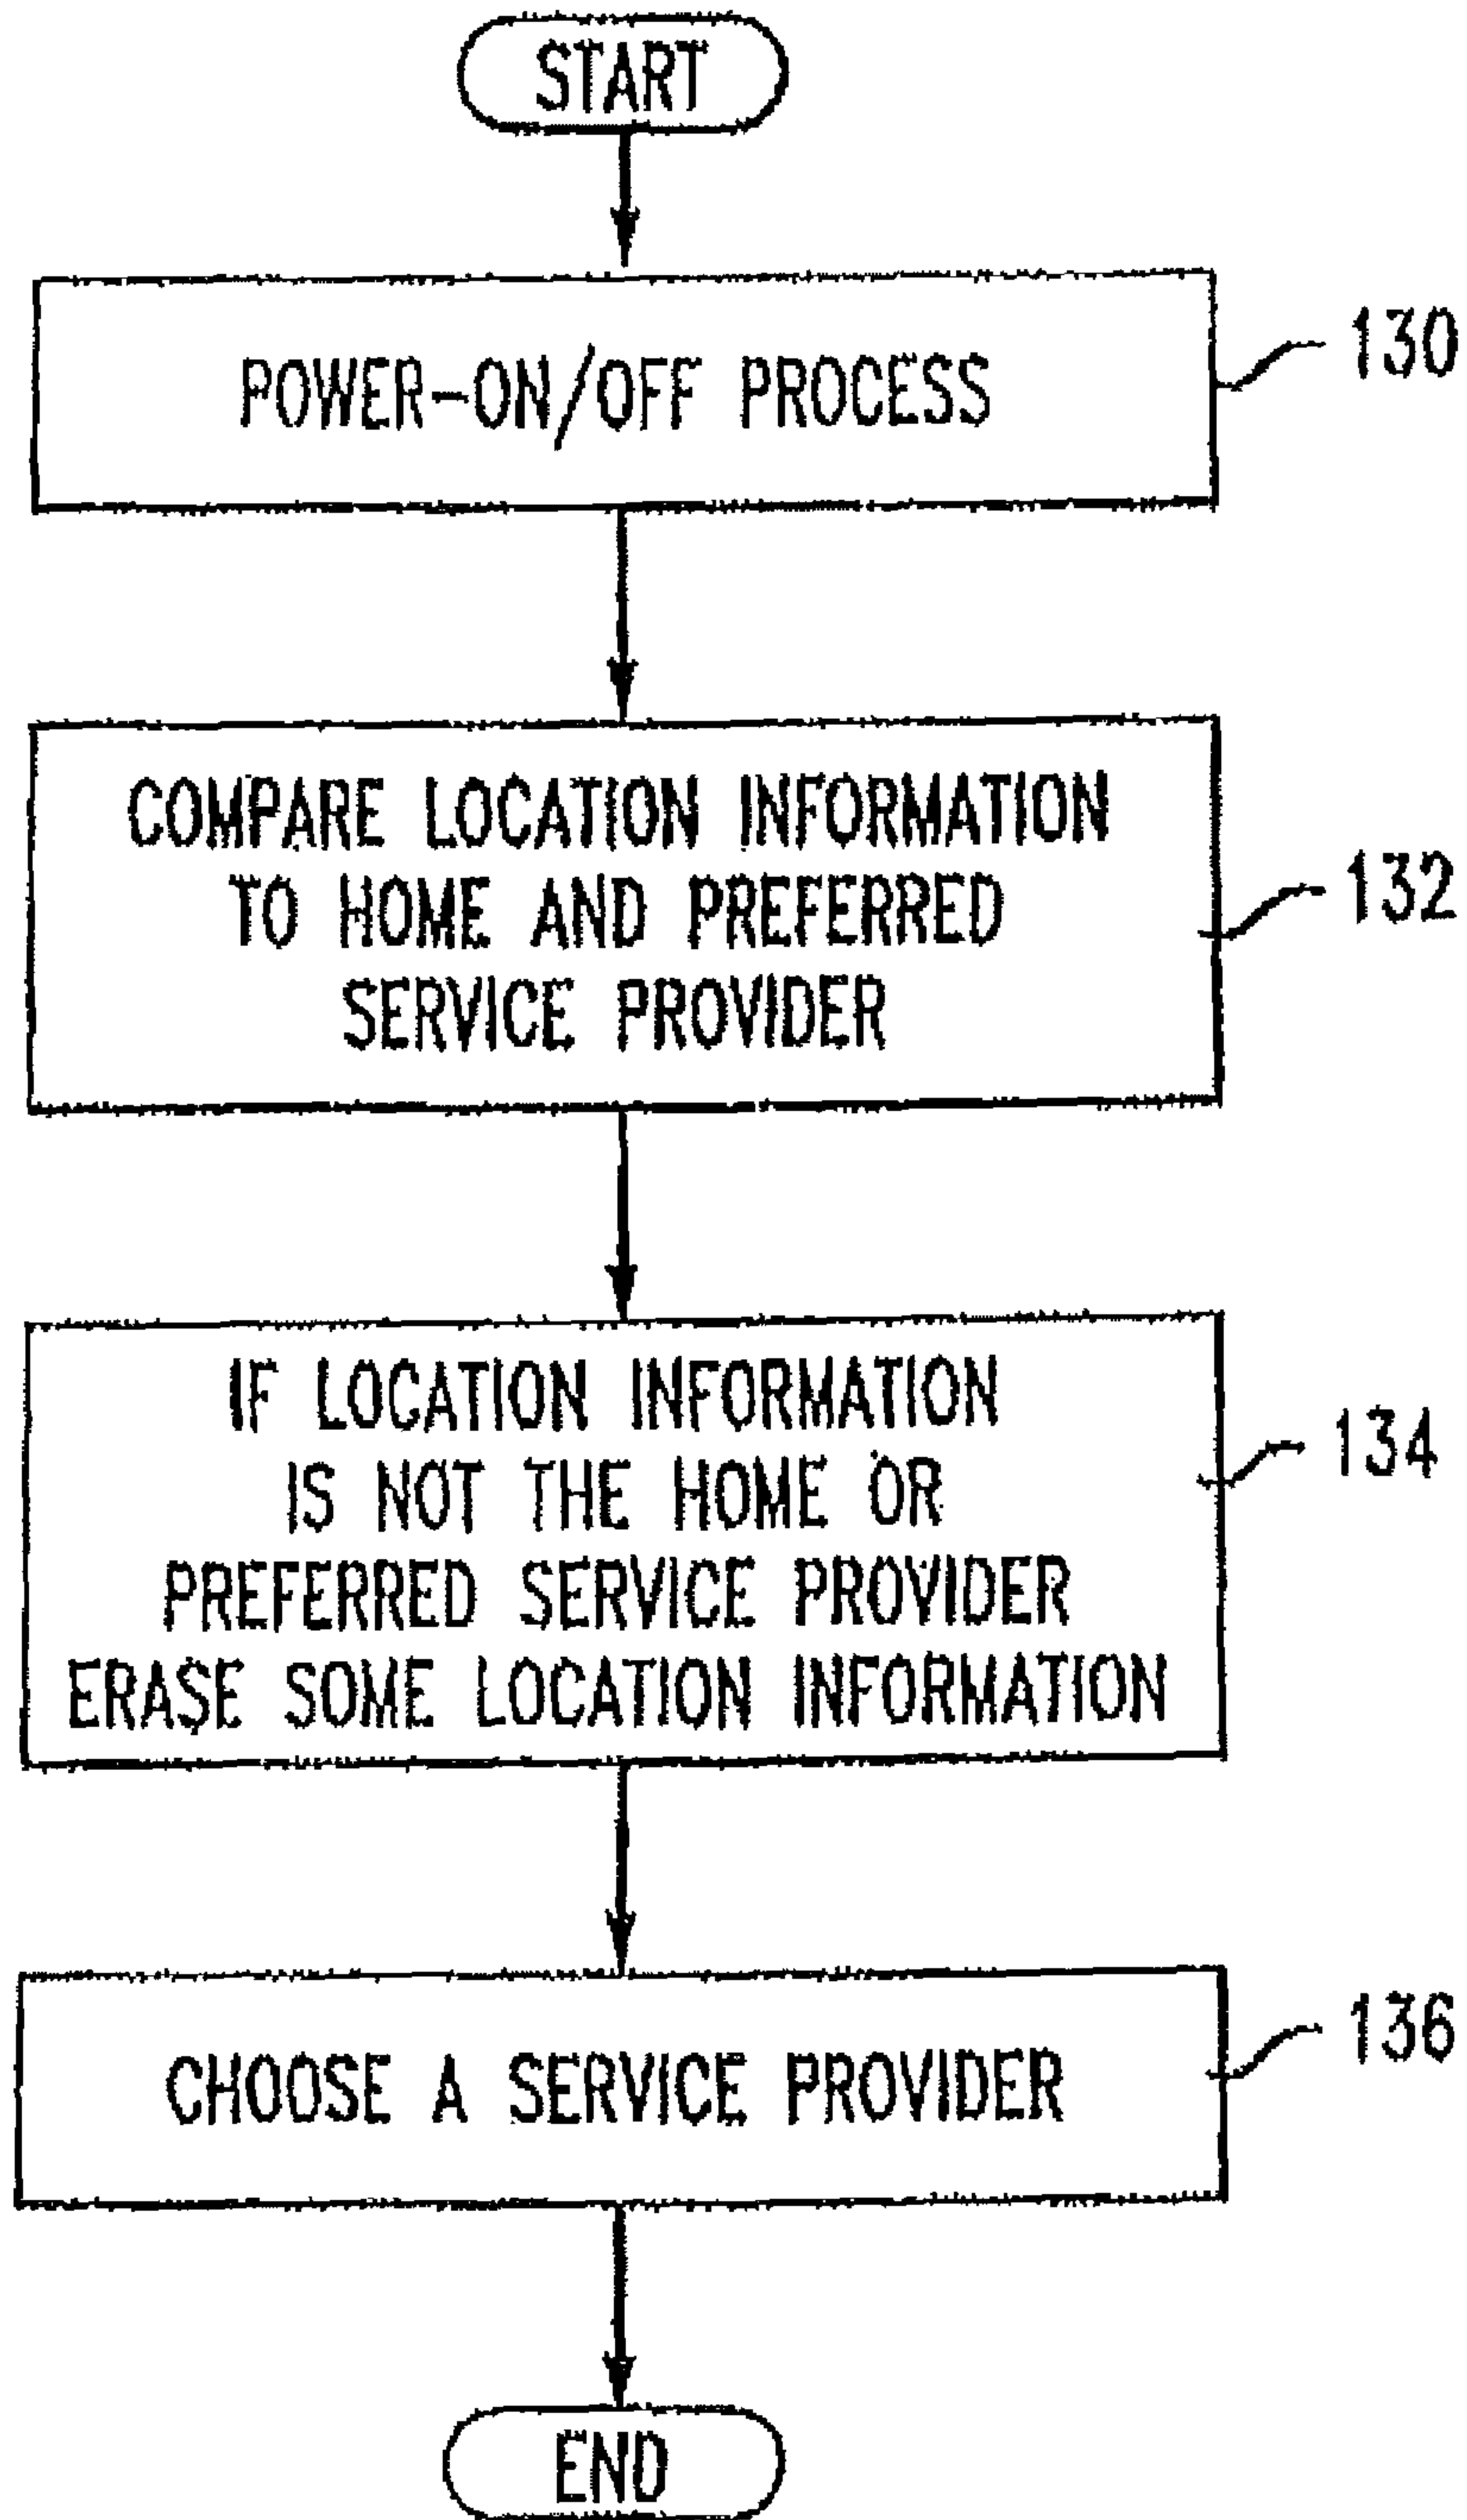 START
POWER-ON/OFF PROCESS
130
COMPARE LOCATION INFORMATION
TO HOME AND PREFERRED
SERVICE PROVIDER
132
IF LOCATION INFORMATION
IS NOT THE HOME OR
PREFERRED SERVICE PROVIDER
ERASE SOME LOCATION INFORMATION
134
CHOOSE A SERVICE PROVIDER
136
END